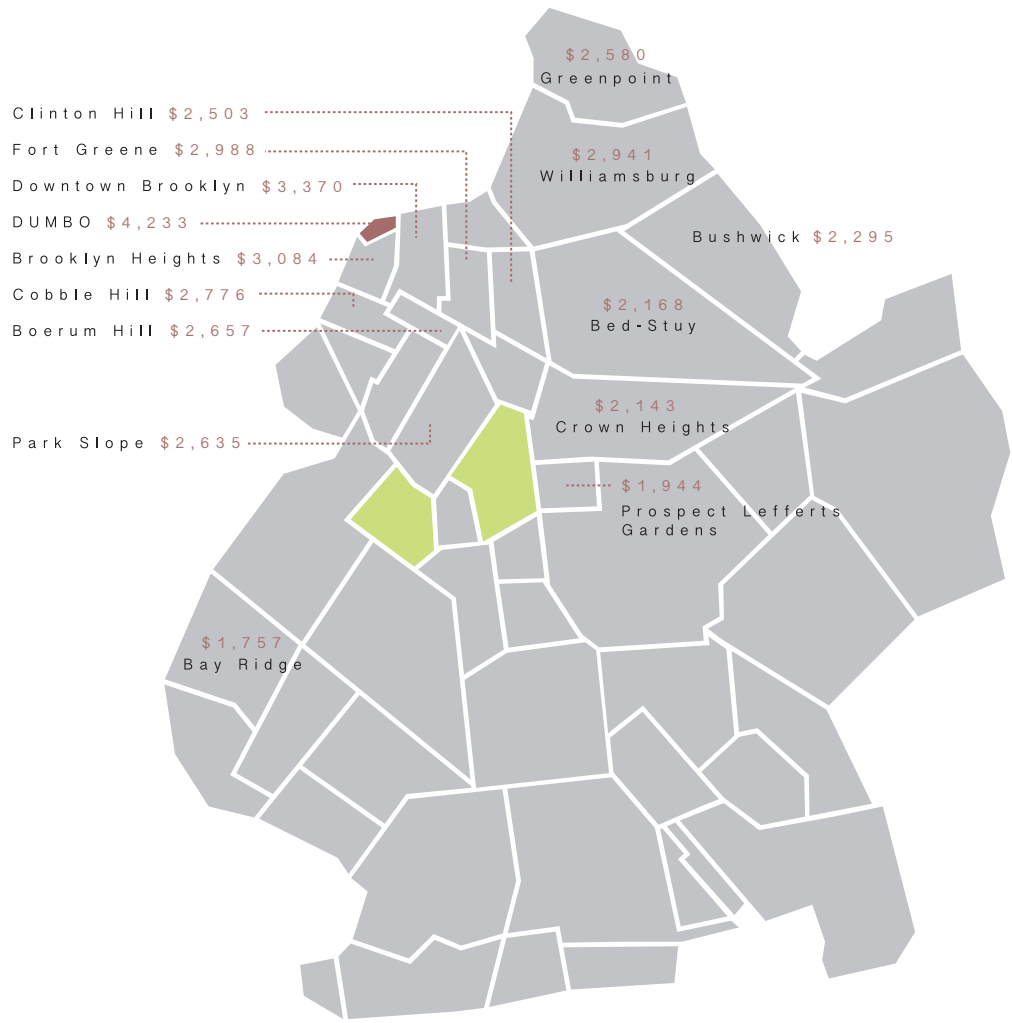 $2,580
Greenpoint
Clinton Hill $2,503
Fort Greene $2,988
$2,941
Williamsburg
Downtown Brooklyn $3,370
DUMBO $4,233
Bushwick $2,295
Brooklyn Heights $3,084
Cobble Hill $2,776
$2,168
Bed-Stuy
Boerum Hill $2,657
$2,143
Crown Heights
Park Slope $2,635
$1,944
Prospect Lefferts
Gardens
$1,757
Bay Ridge